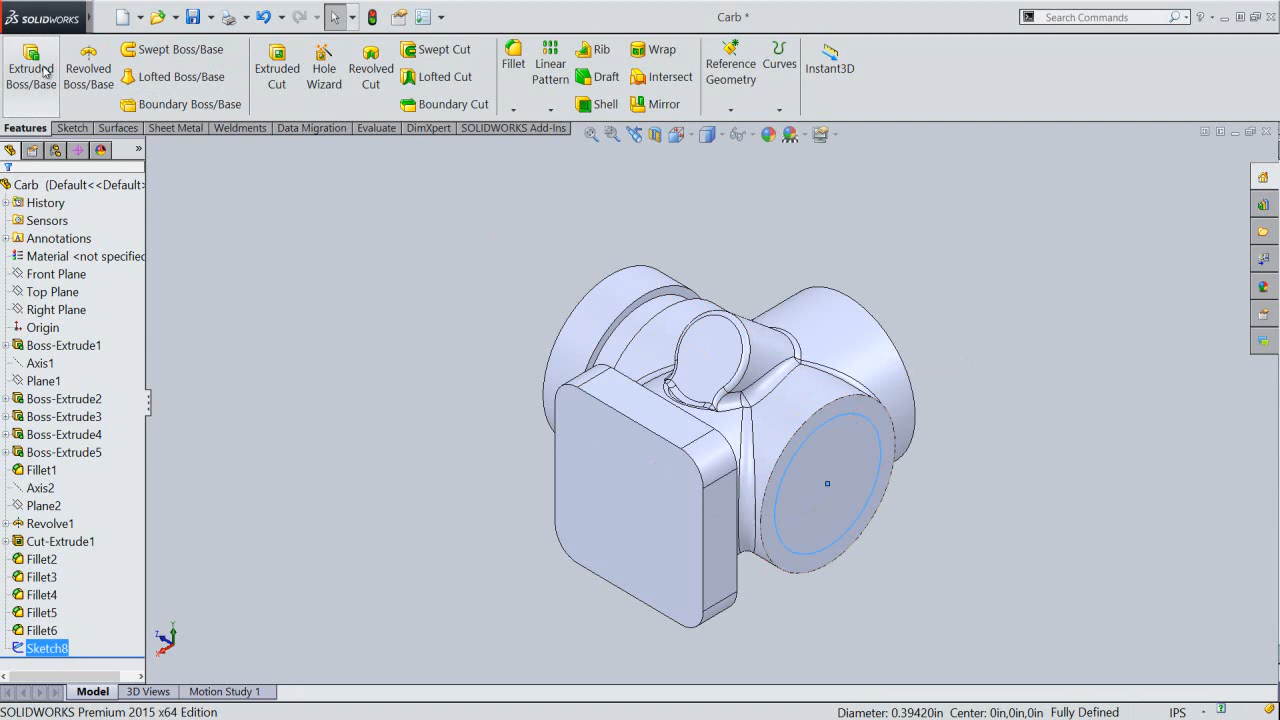 SOLIDWORKS
Carb *
Search Commands
Extruded Boss/Base
Revolved Boss/Base
Swept Boss/Base
Lofted Boss/Base
Boundary Boss/Base
Extruded Cut
Hole Wizard
Revolved Cut
Swept Cut
Lofted Cut
Boundary Cut
Fillet
Linear Pattern
Rib
Draft
Shell
Wrap
Intersect
Mirror
Reference Geometry
Curves
Instant3D
Features
Sketch
Surfaces
Sheet Metal
Weldments
Data Migration
Evaluate
DimXpert
SOLIDWORKS Add-Ins
Carb (Default<<Default>
History
Sensors
Annotations
Material <not specified
Front Plane
Top Plane
Right Plane
Origin
Boss-Extrude1
Axis1
Plane1
Boss-Extrude2
Boss-Extrude3
Boss-Extrude4
Boss-Extrude5
Fillet1
Axis2
Plane2
Revolve1
Cut-Extrude1
Fillet2
Fillet3
Fillet4
Fillet5
Fillet6
Sketch8
Y
Z
X
Model
3D Views
Motion Study 1
SOLIDWORKS Premium 2015 x64 Edition
Diameter: 0.39420in Center: 0in,0in,0in Fully Defined
IPS